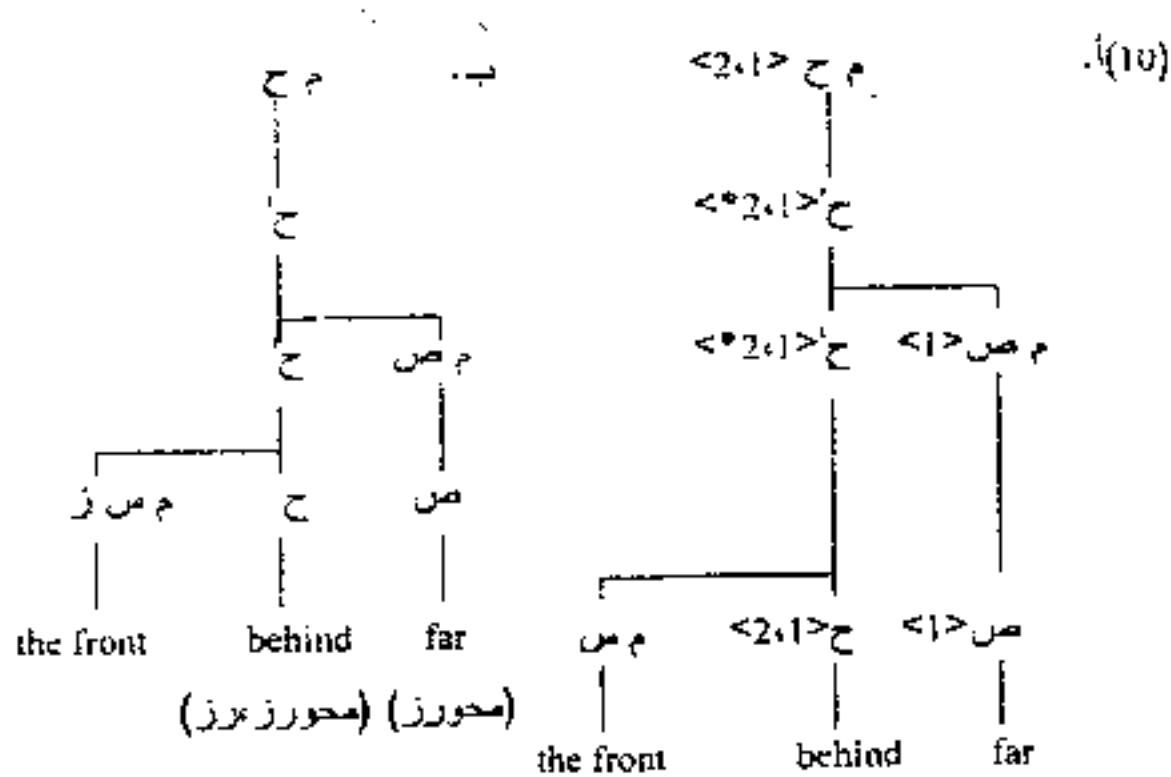 (10)أ. م ح <2،1> ب. م ح
ح'<2،1*> ح'
م ص<1> ح'<2،1*> م ص ح
ص ح م س ز
far behind the front
ص<1> ح<2،1> م س
(محورز) (محورز،رز)
far behind the front